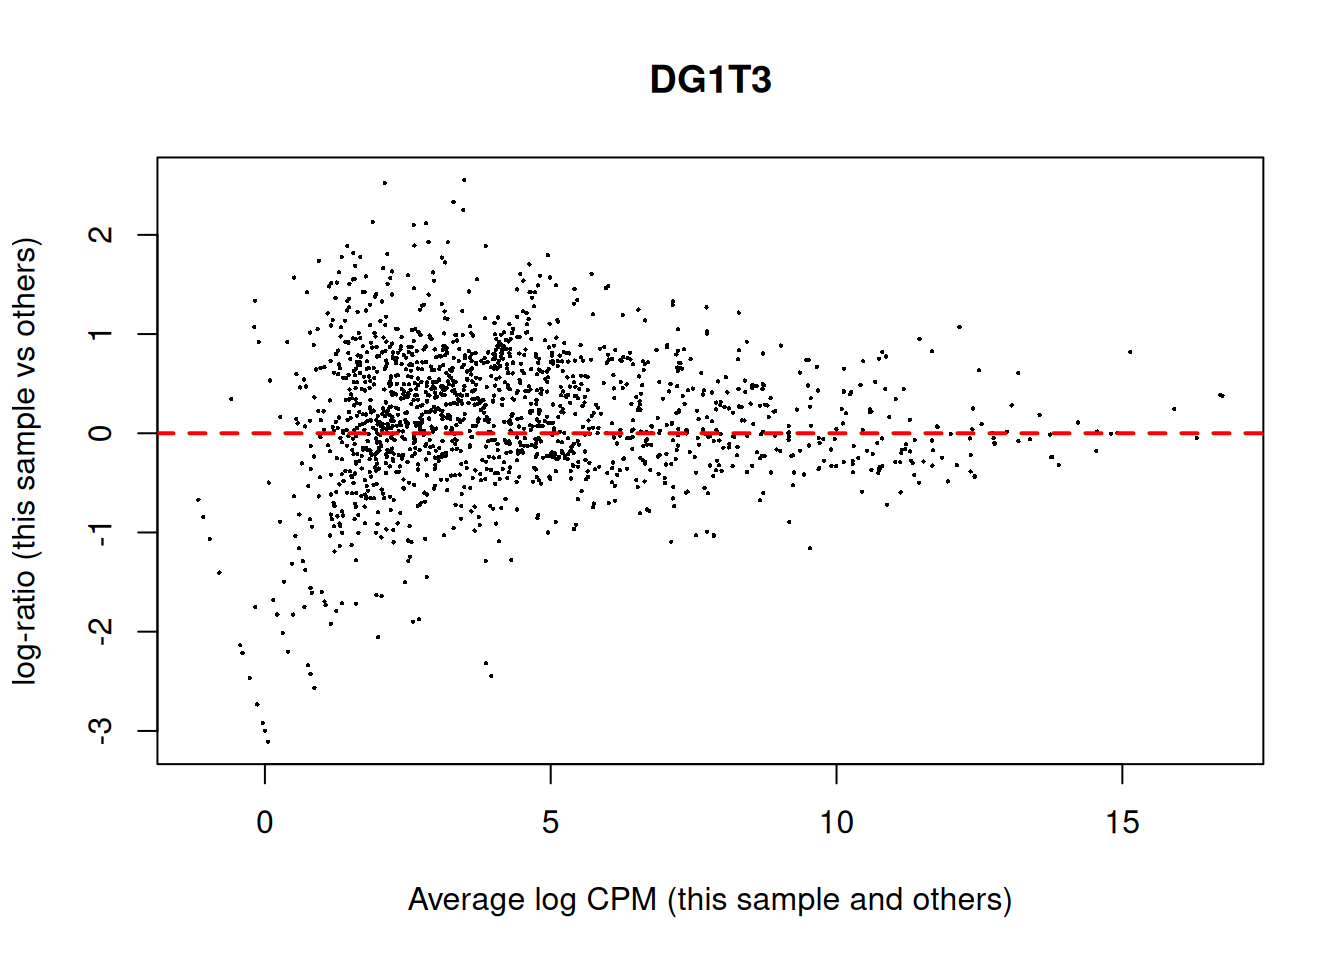 DG1T3
log-ratio (this sample vs others)
2
1
0
-1
-2
-3
0 5 10 15
Average log CPM (this sample and others)